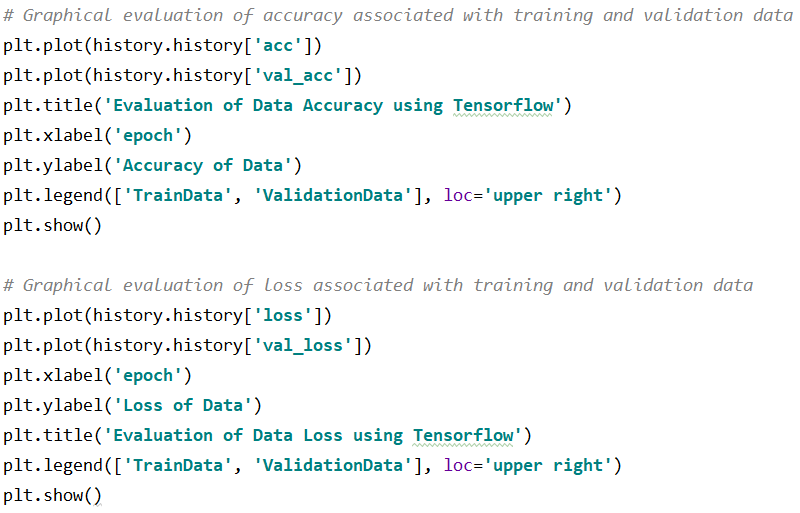 # Graphical evaluation of accuracy associated with training and validation data
plt.plot(history.history['acc'])
plt.plot(history.history['val_acc'])
plt.title('Evaluation of Data Accuracy using Tensorflow')
plt.xlabel('epoch')
plt.ylabel('Accuracy of Data')
plt.legend(['TrainData', 'ValidationData'], loc='upper right')
plt.show()
# Graphical evaluation of loss associated with training and validation data
plt.plot(history.history['loss'])
plt.plot(history.history['val_loss'])
plt.xlabel('epoch')
plt.ylabel('Loss of Data')
plt.title('Evaluation of Data Loss using Tensorflow')
plt.legend(['TrainData', 'ValidationData'], loc='upper right')
plt.show()